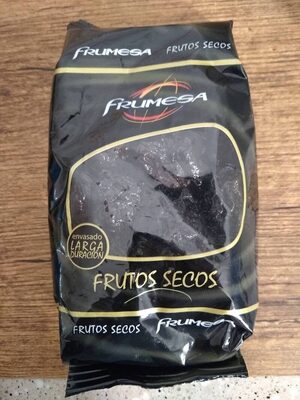 FRUMESA FRUTOS SECOS
FRUMESA
envasado
LARGA
DURACIÓN
FRUTOS SECOS
FRUTOS SECOS FRUMESA